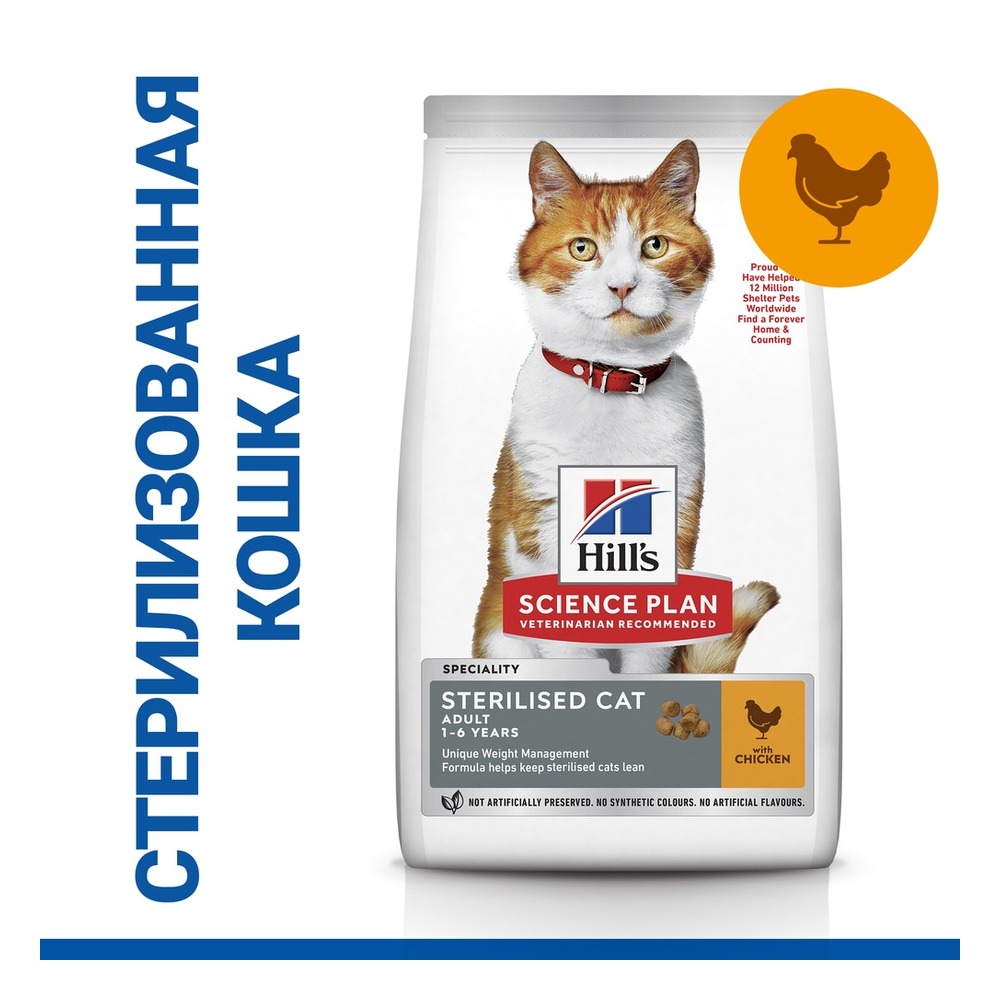 СТЕРИЛИЗОВАННАЯ
КОШКА
Proud
Have Helped
12 Million
Shelter Pets
Worldwide
Find a Forever
Home &
Counting
Hill's
SCIENCE PLAN
VETERINARIAN RECOMMENDED
SPECIALITY
STERILISED CAT
ADULT
1-6 YEARS
Unique Weight Management
Formula helps keep sterilised cats lean
with
CHICKEN
NOT ARTIFICIALLY PRESERVED. NO SYNTHETIC COLOURS. NO ARTIFICIAL FLAVOURS.